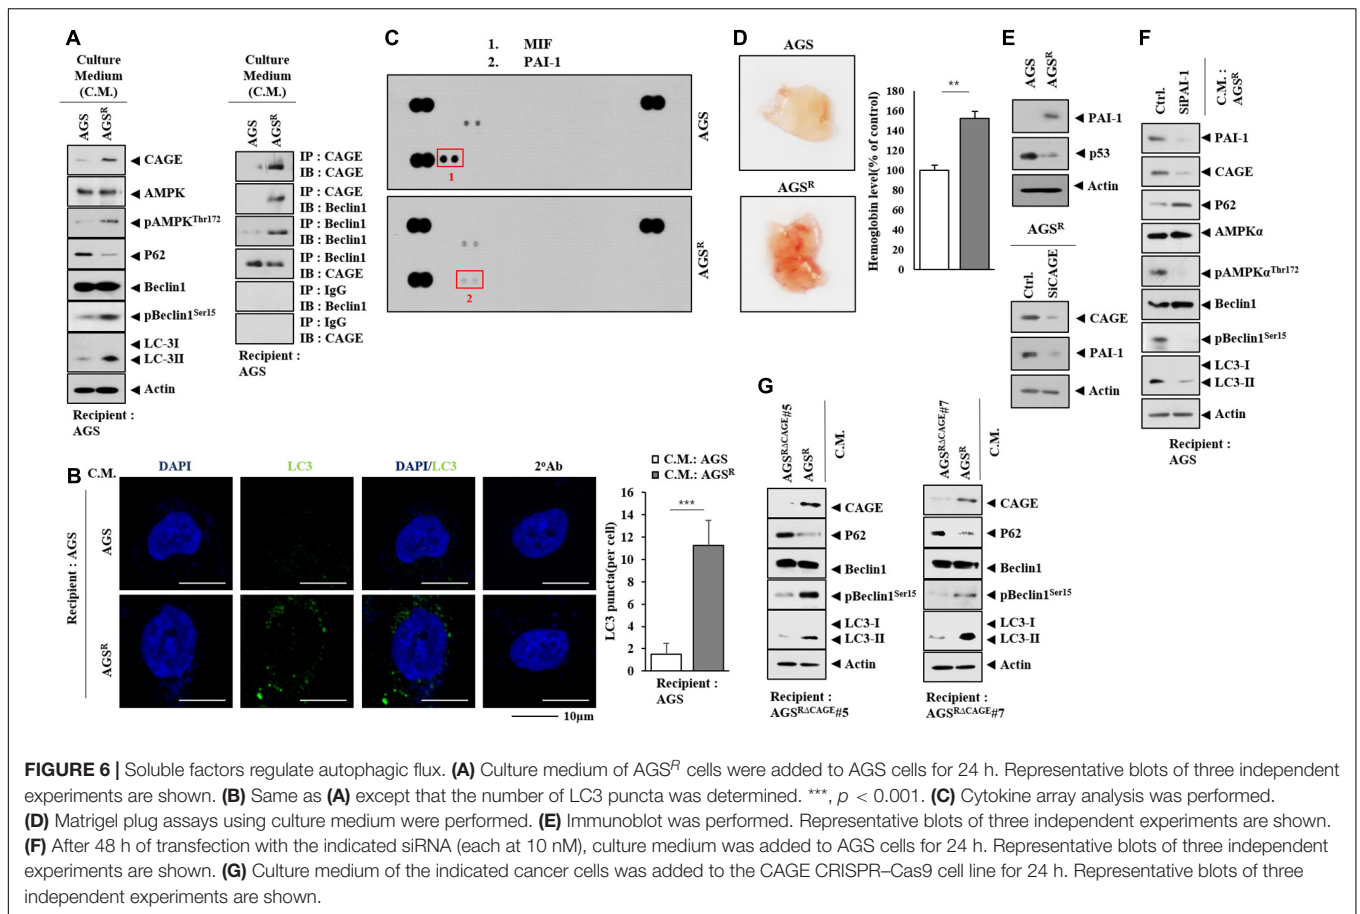 A
Culture
Medium
(C.M.)
AGS
AGSᴿ
CAGE
AMPK
pAMPKᵀʰʳ¹⁷²
P62
Beclin1
pBeclin1ˢᵉʳ¹⁵
LC-3I
LC-3II
Actin
Recipient :
AGS
Culture
Medium
(C.M.)
AGS
AGSᴿ
IP : CAGE
IB : CAGE
IP : CAGE
IB : Beclin1
IP : Beclin1
IB : Beclin1
IP : Beclin1
IB : CAGE
IP : IgG
IB : Beclin1
IP : IgG
IB : CAGE
Recipient :
AGS
C
1. MIF
2. PAI-1
1
AGS
2
AGSᴿ
D
AGS
AGSᴿ
Hemoglobin level(% of control)
180
160
140
120
100
80
60
40
20
0
**
E
AGS
AGSᴿ
PAI-1
p53
Actin
AGSᴿ
Ctrl.
SiCAGE
CAGE
PAI-1
Actin
F
Ctrl.
SiPAI-1
C.M. :
AGSᴿ
PAI-1
CAGE
P62
AMPKα
pAMPKαᵀʰʳ¹⁷²
Beclin1
pBeclin1ˢᵉʳ¹⁵
LC3-I
LC3-II
Actin
Recipient :
AGS
B
C.M.
DAPI
LC3
DAPI/LC3
2ᵒAb
Recipient : AGS
AGS
AGSᴿ
10µm
C.M.: AGS
C.M.: AGSᴿ
LC3 puncta(per cell)
16
14
12
10
8
6
4
2
0
***
Recipient :
AGS
G
AGSᴿᐞCAGE#5
AGSᴿ
C.M.
CAGE
P62
Beclin1
pBeclin1ˢᵉʳ¹⁵
LC3-I
LC3-II
Actin
Recipient :
AGSᴿᐞCAGE#5
AGSᴿᐞCAGE#7
AGSᴿ
C.M.
CAGE
P62
Beclin1
pBeclin1ˢᵉʳ¹⁵
LC3-I
LC3-II
Actin
Recipient :
AGSᴿᐞCAGE#7
FIGURE 6 | Soluble factors regulate autophagic flux. (A) Culture medium of AGSᴿ cells were added to AGS cells for 24 h. Representative blots of three independent
experiments are shown. (B) Same as (A) except that the number of LC3 puncta was determined. ***, p < 0.001. (C) Cytokine array analysis was performed.
(D) Matrigel plug assays using culture medium were performed. (E) Immunoblot was performed. Representative blots of three independent experiments are shown.
(F) After 48 h of transfection with the indicated siRNA (each at 10 nM), culture medium was added to AGS cells for 24 h. Representative blots of three independent
experiments are shown. (G) Culture medium of the indicated cancer cells was added to the CAGE CRISPR–Cas9 cell line for 24 h. Representative blots of three
independent experiments are shown.